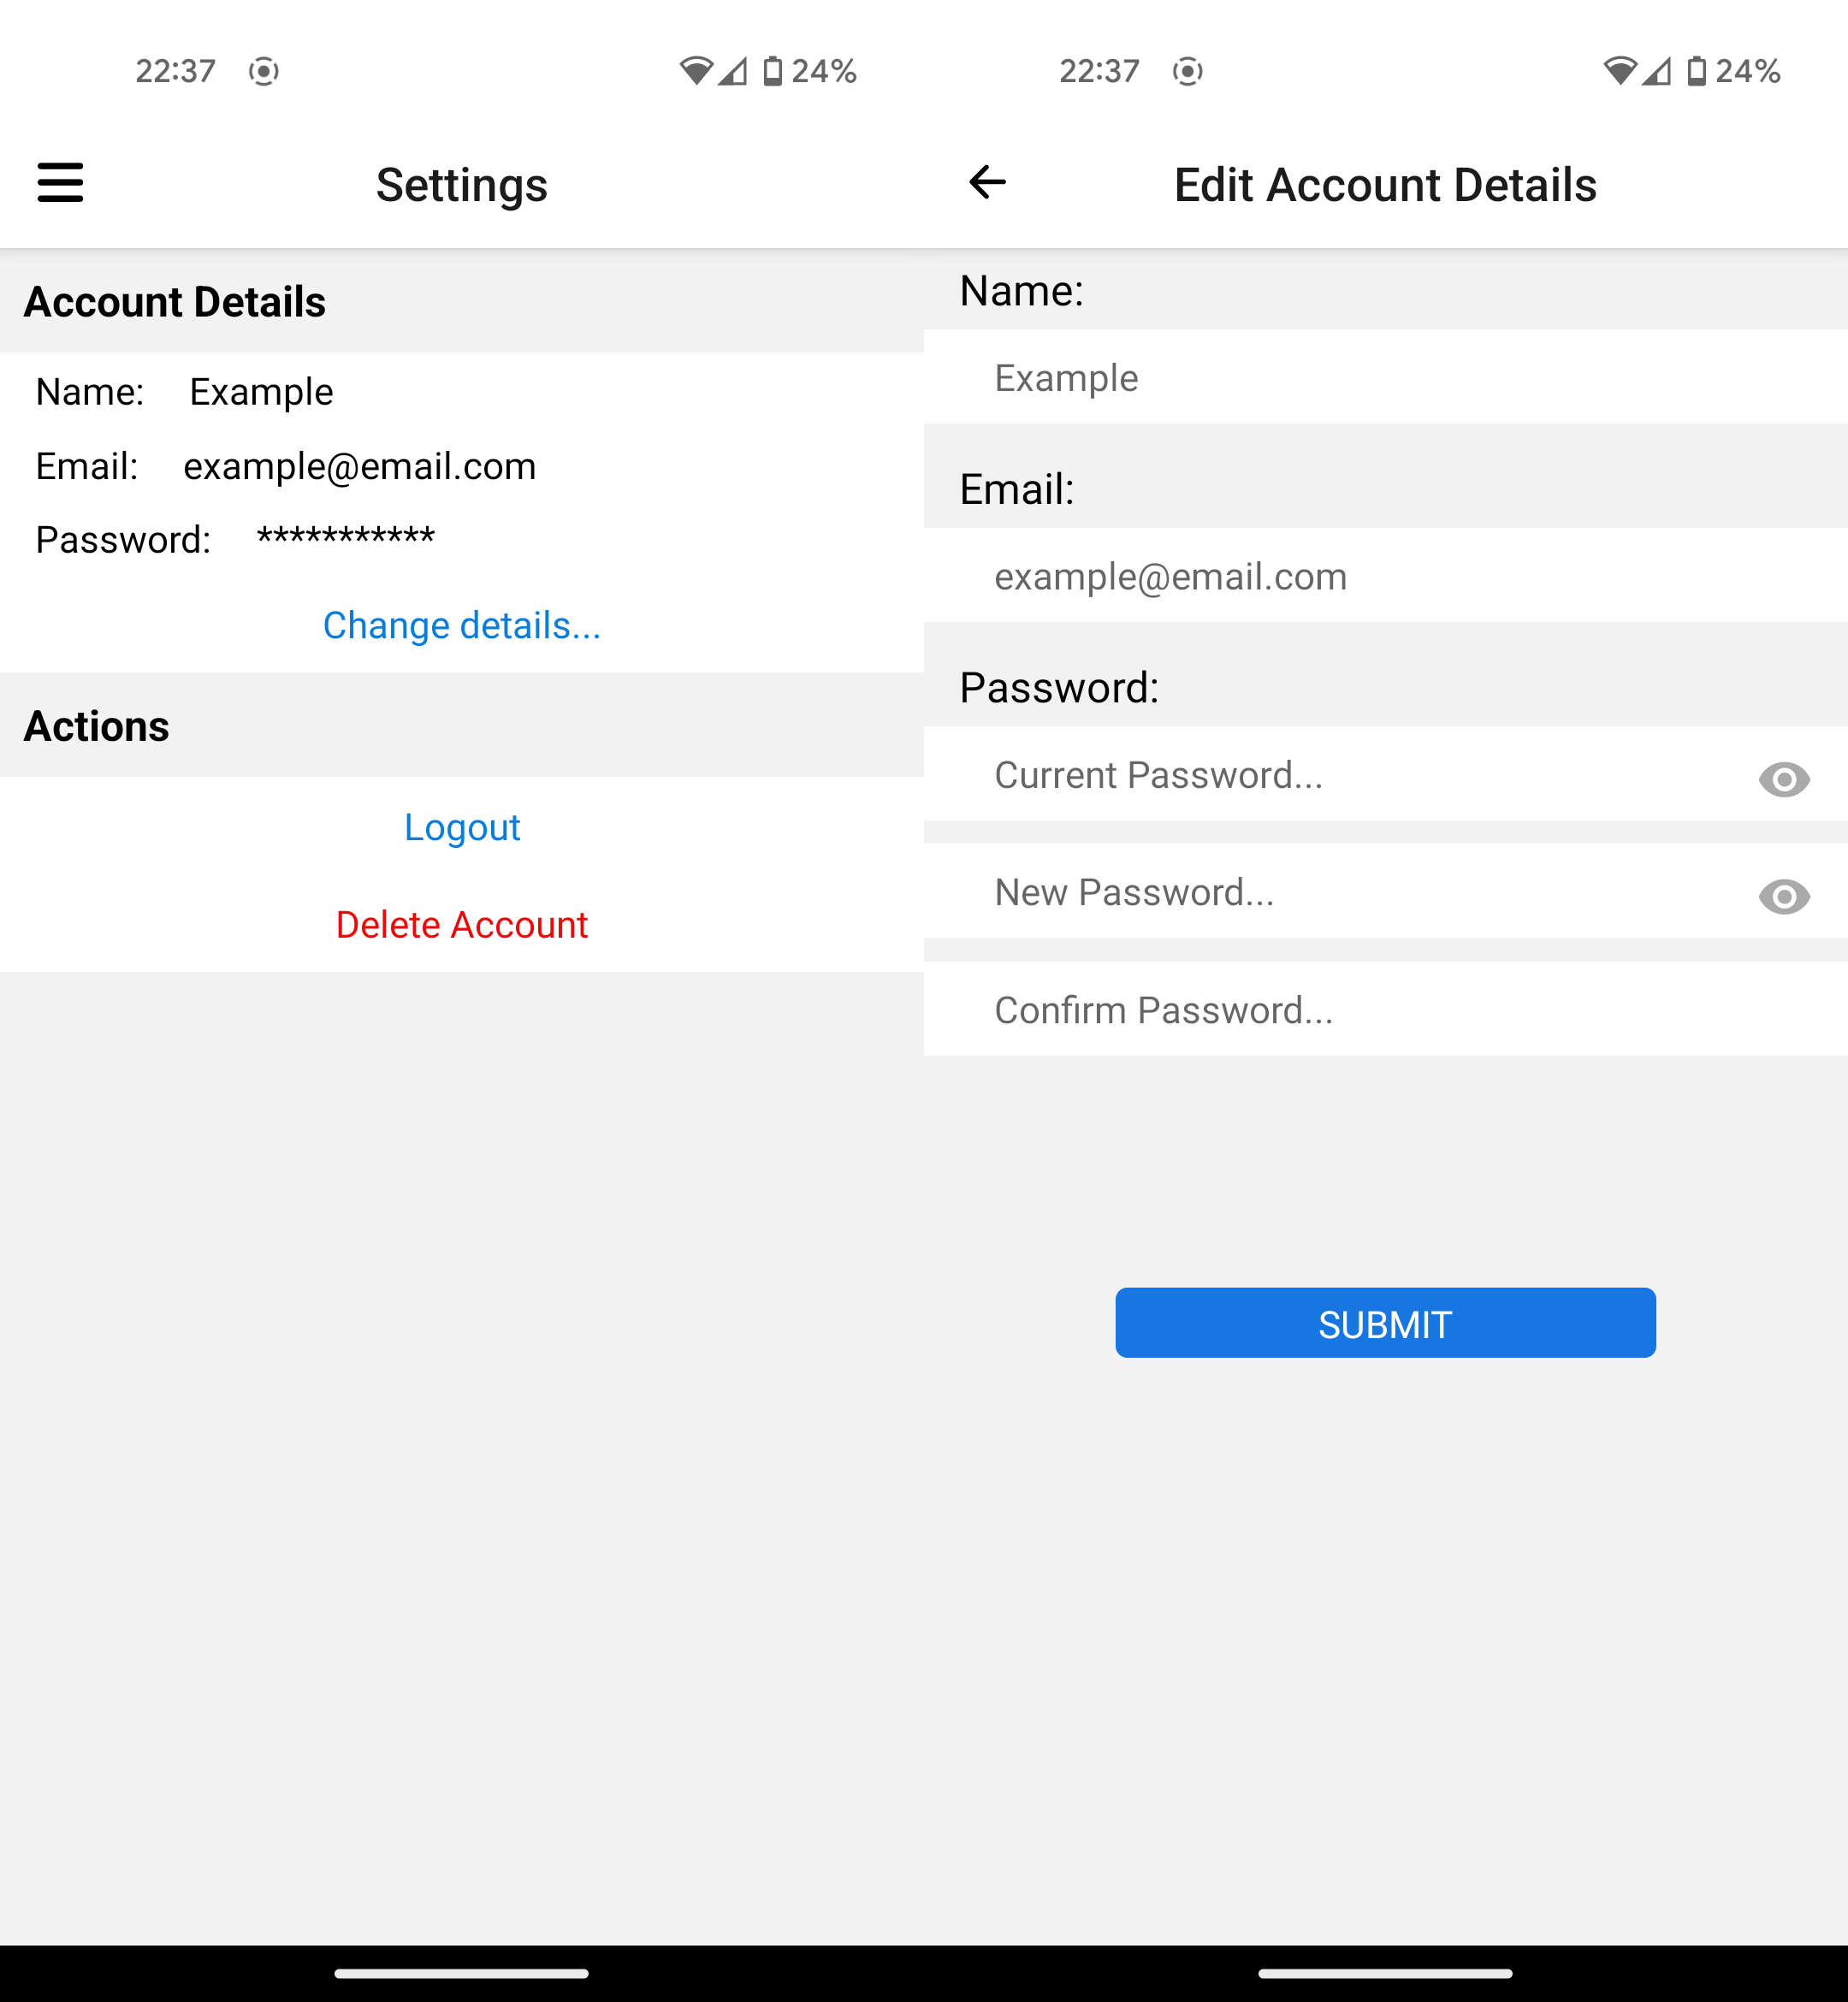 22:37 24%
Settings
Account Details
Name: Example
Email: example@email.com
Password: ***********
Change details...
Actions
Logout
Delete Account
22:37 24%
Edit Account Details
Name:
Example
Email:
example@email.com
Password:
Current Password...
New Password...
Confirm Password...
SUBMIT